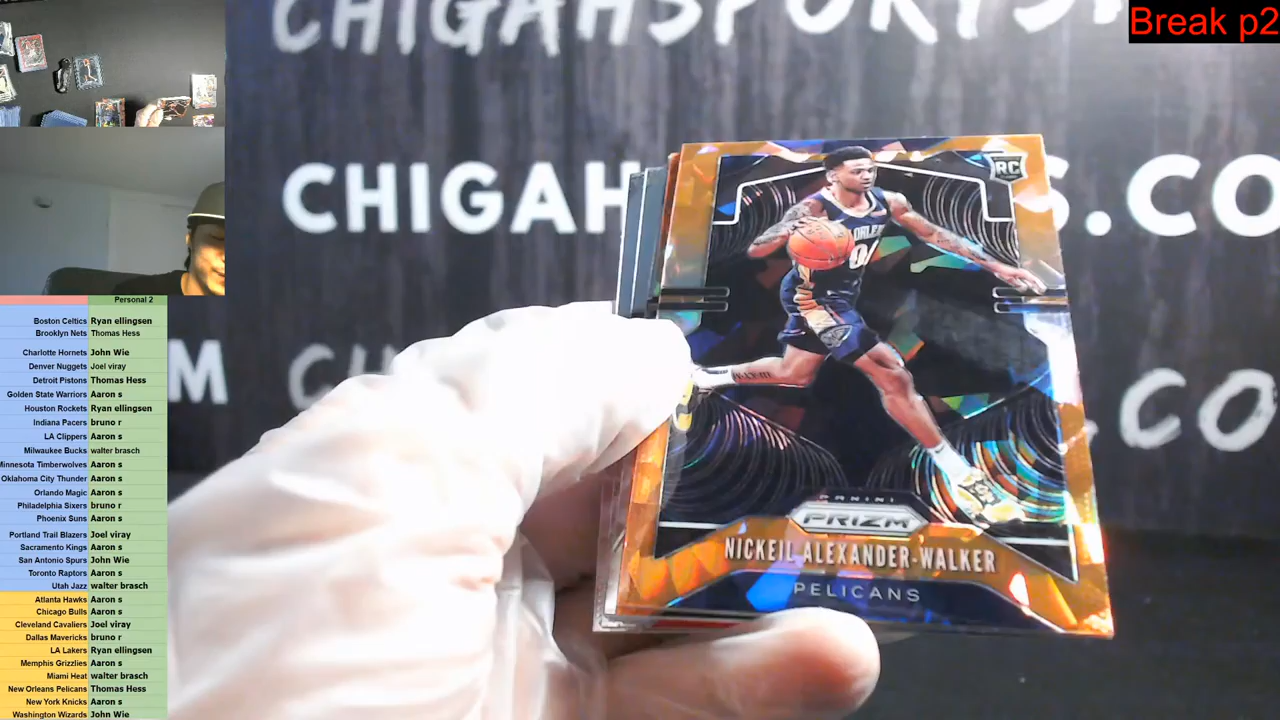 Break p2
CHIGAHSPORTS
CHIGAH
S.CO
M
CH
.CO
RC
ORLEA
PANINI
PRIZM
NICKEIL ALEXANDER-WALKER
PELICANS
Personal 2
Boston Celtics Ryan ellingsen
Brooklyn Nets Thomas Hess
Charlotte Hornets John Wie
Denver Nuggets Joel viray
Detroit Pistons Thomas Hess
Golden State Warriors Aaron s
Houston Rockets Ryan ellingsen
Indiana Pacers bruno r
LA Clippers Aaron s
Milwaukee Bucks walter brasch
Minnesota Timberwolves Aaron s
Oklahoma City Thunder Aaron s
Orlando Magic Aaron s
Philadelphia Sixers bruno r
Phoenix Suns Aaron s
Portland Trail Blazers Joel viray
Sacramento Kings Aaron s
San Antonio Spurs John Wie
Toronto Raptors Aaron s
Utah Jazz walter brasch
Atlanta Hawks Aaron s
Chicago Bulls Aaron s
Cleveland Cavaliers Joel viray
Dallas Mavericks bruno r
LA Lakers Ryan ellingsen
Memphis Grizzlies Aaron s
Miami Heat walter brasch
New Orleans Pelicans Thomas Hess
New York Knicks Aaron s
Washington Wizards John Wie